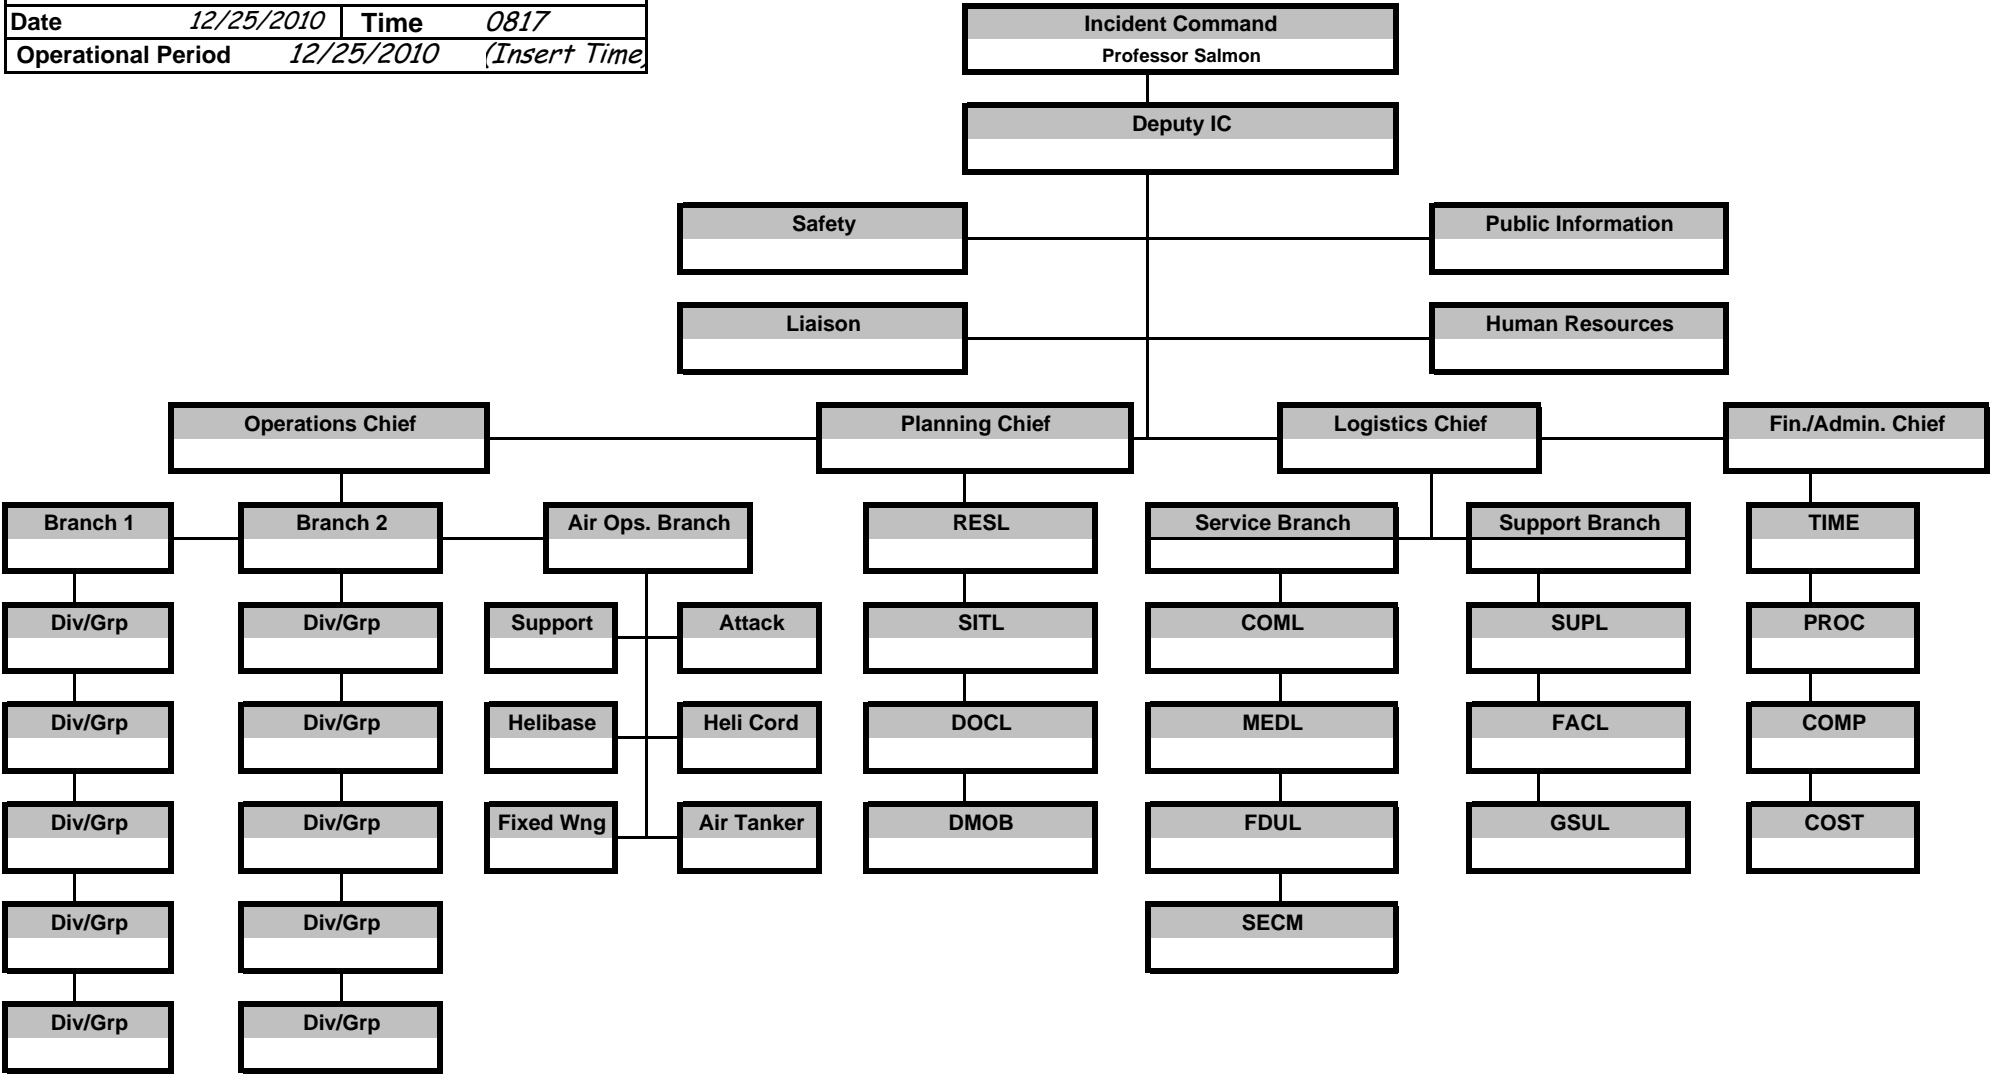 Date 12/25/2010 Time 0817
Operational Period 12/25/2010 (Insert Time)
Incident Command
Professor Salmon
Deputy IC
Safety
Public Information
Liaison
Human Resources
Operations Chief
Planning Chief
Logistics Chief
Fin./Admin. Chief
Branch 1
Branch 2
Air Ops. Branch
RESL
Service Branch
Support Branch
TIME
Div/Grp
Div/Grp
Support
Attack
SITL
COML
SUPL
PROC
Div/Grp
Div/Grp
Helibase
Heli Cord
DOCL
MEDL
FACL
COMP
Div/Grp
Div/Grp
Fixed Wng
Air Tanker
DMOB
FDUL
GSUL
COST
Div/Grp
Div/Grp
SECM
Div/Grp
Div/Grp